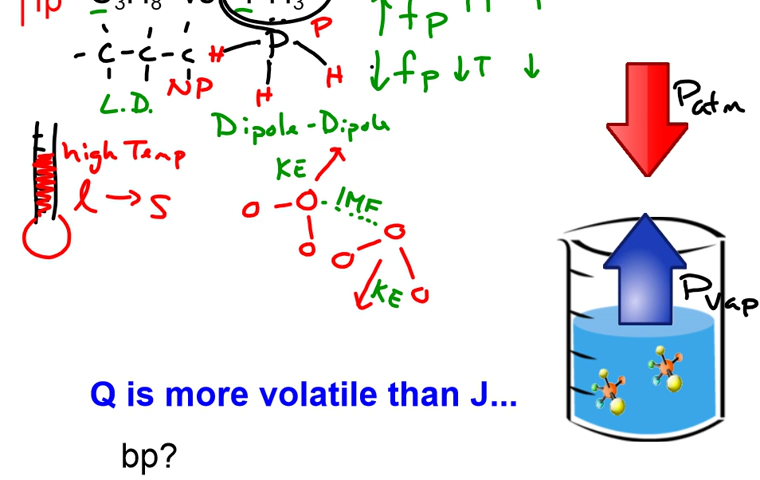 fp
- C - C - C
H P P
H
H
NP
L.D.
↓fp ↓T ↓
Patm
Dipole-Dipole
high Temp
l → s
KE
O - O IMF O
O O
KE O
Pvap
Q is more volatile than J...
bp?